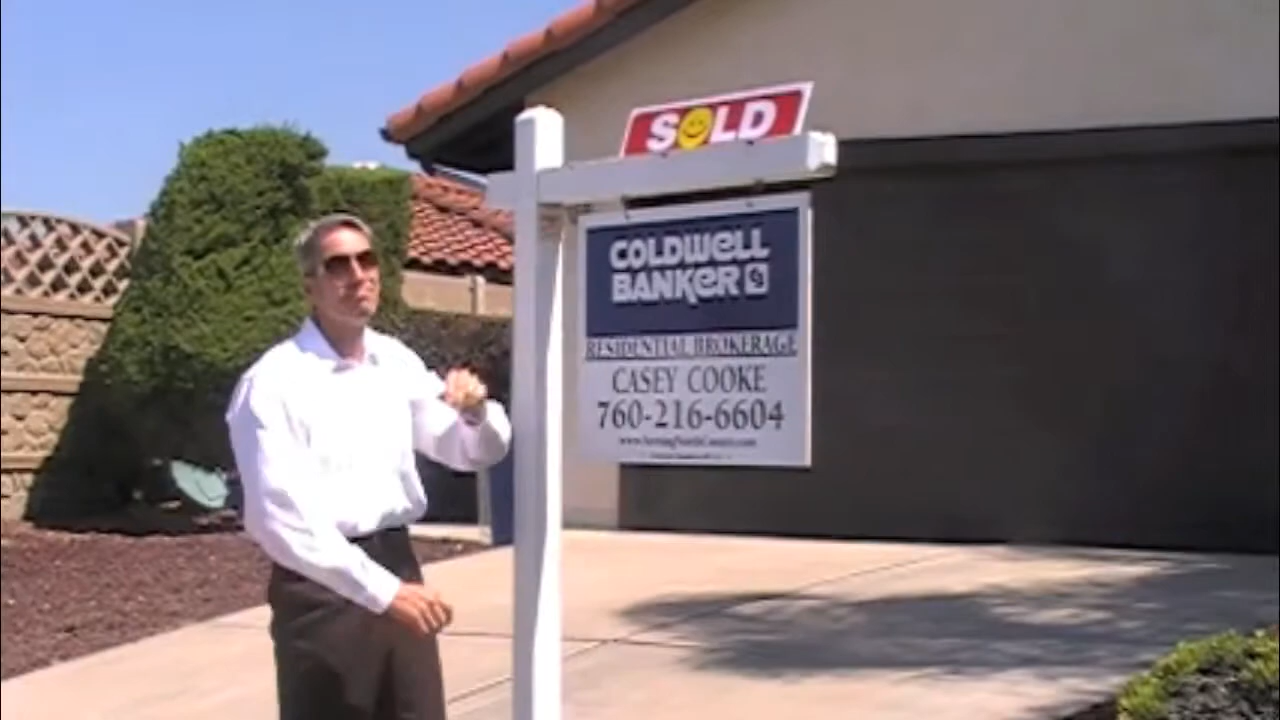 SOLD
COLDWELL
BANKER
RESIDENTIAL BROKERAGE
CASEY COOKE
760-216-6604